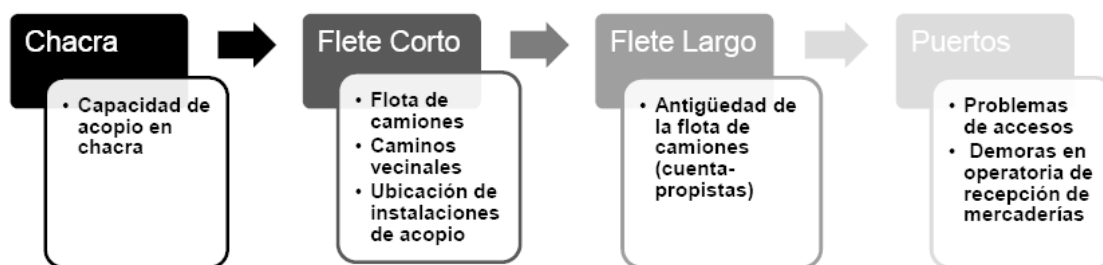 Chacra
• Capacidad de
acopio en
chacra
Flete Corto
• Flota de
camiones
• Caminos
vecinales
• Ubicación de
instalaciones
de acopio
Flete Largo
• Antigüedad de
la flota de
camiones
(cuenta-
propistas)
Puertos
• Problemas
de accesos
• Demoras en
operatoria de
recepción de
mercaderías